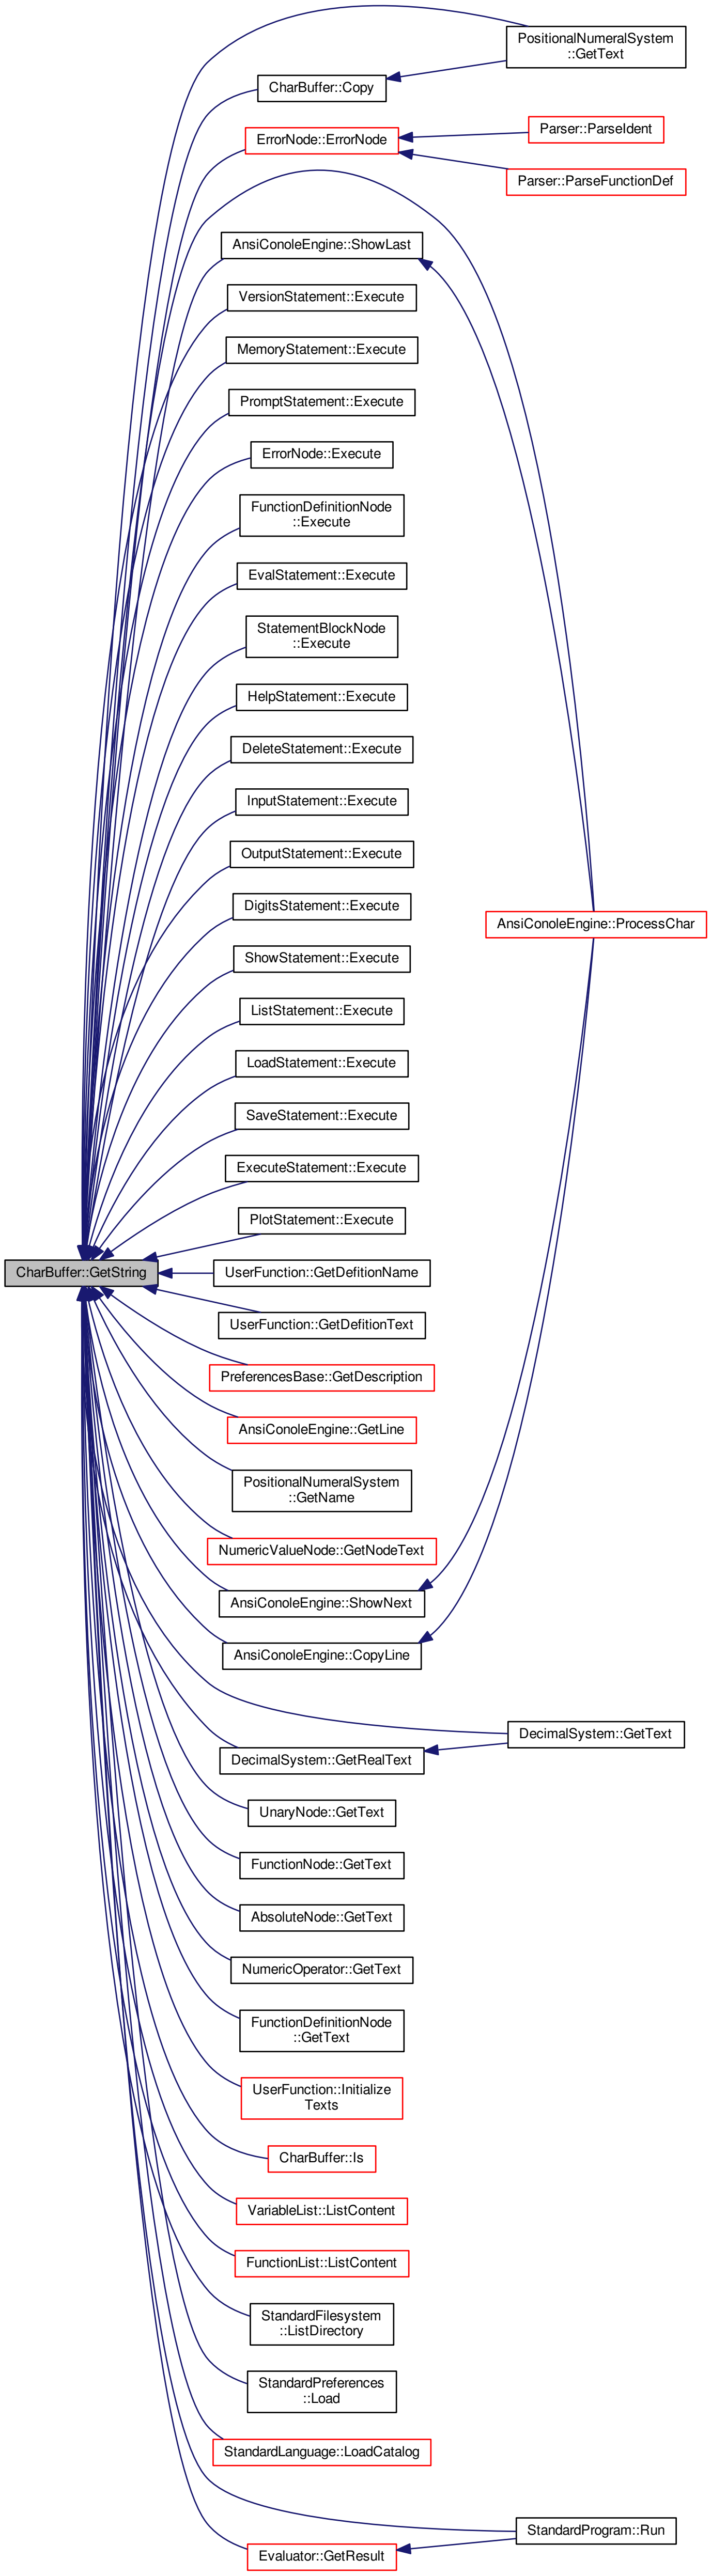 PositionalNumeralSystem
::GetText
CharBuffer::Copy
Parser::ParseIdent
ErrorNode::ErrorNode
Parser::ParseFunctionDef
AnsiConoleEngine::ShowLast
VersionStatement::Execute
MemoryStatement::Execute
PromptStatement::Execute
ErrorNode::Execute
FunctionDefinitionNode
::Execute
EvalStatement::Execute
StatementBlockNode
::Execute
HelpStatement::Execute
DeleteStatement::Execute
InputStatement::Execute
OutputStatement::Execute
DigitsStatement::Execute
AnsiConoleEngine::ProcessChar
ShowStatement::Execute
ListStatement::Execute
LoadStatement::Execute
SaveStatement::Execute
ExecuteStatement::Execute
PlotStatement::Execute
CharBuffer::GetString
UserFunction::GetDefitionName
UserFunction::GetDefitionText
PreferencesBase::GetDescription
AnsiConoleEngine::GetLine
PositionalNumeralSystem
::GetName
NumericValueNode::GetNodeText
AnsiConoleEngine::ShowNext
AnsiConoleEngine::CopyLine
DecimalSystem::GetText
DecimalSystem::GetRealText
UnaryNode::GetText
FunctionNode::GetText
AbsoluteNode::GetText
NumericOperator::GetText
FunctionDefinitionNode
::GetText
UserFunction::Initialize
Texts
CharBuffer::Is
VariableList::ListContent
FunctionList::ListContent
StandardFilesystem
::ListDirectory
StandardPreferences
::Load
StandardLanguage::LoadCatalog
StandardProgram::Run
Evaluator::GetResult